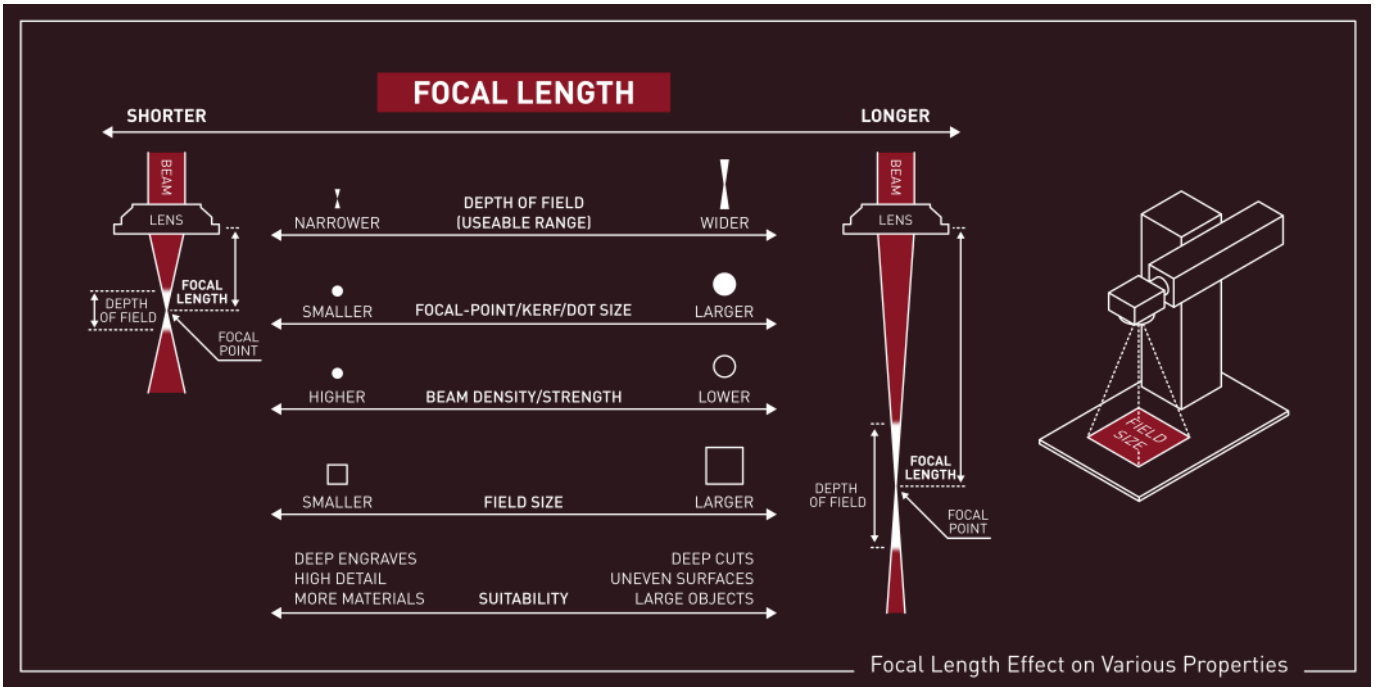 FOCAL LENGTH
SHORTER
LONGER
BEAM
LENS
FOCAL
LENGTH
DEPTH
OF FIELD
FOCAL
POINT
DEPTH OF FIELD
NARROWER
(USEABLE RANGE)
WIDER
SMALLER
FOCAL-POINT/KERF/DOT SIZE
LARGER
HIGHER
BEAM DENSITY/STRENGTH
LOWER
SMALLER
FIELD SIZE
LARGER
DEEP ENGRAVES
HIGH DETAIL
MORE MATERIALS
SUITABILITY
DEEP CUTS
UNEVEN SURFACES
LARGE OBJECTS
BEAM
LENS
FOCAL
LENGTH
DEPTH
OF FIELD
FOCAL
POINT
FIELD
SIZE
Focal Length Effect on Various Properties